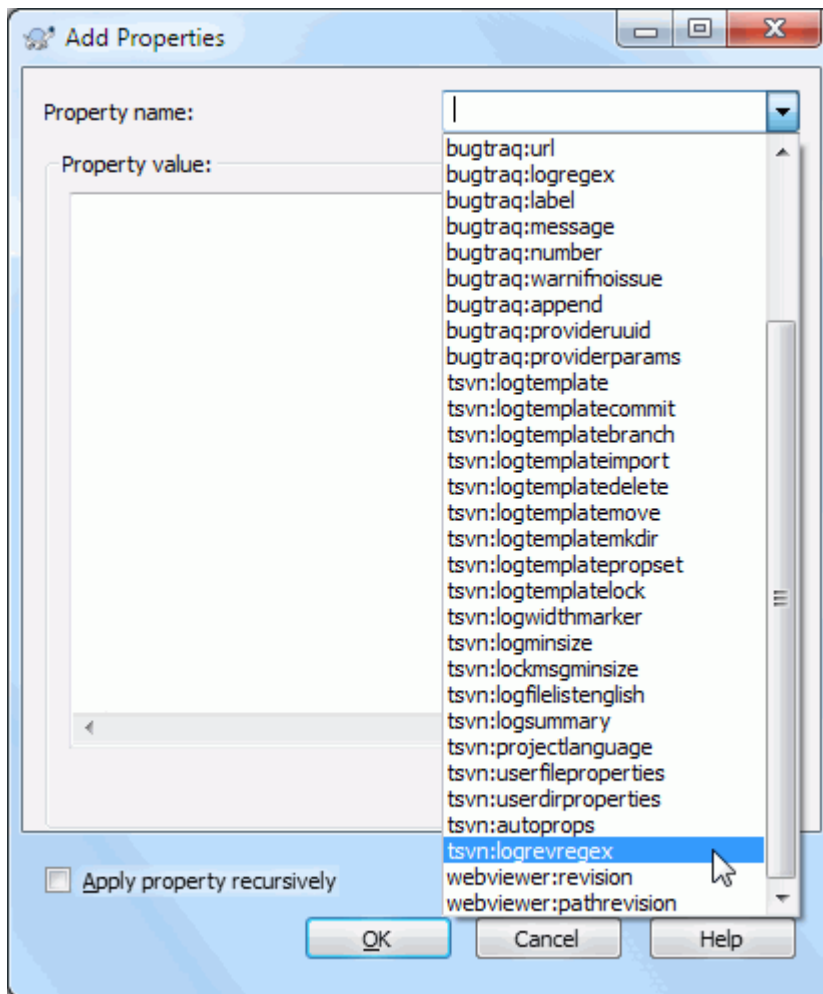 Add Properties
Property name:
Property value:
bugtraq:url
bugtraq:logregex
bugtraq:label
bugtraq:message
bugtraq:number
bugtraq:warnifnoissue
bugtraq:append
bugtraq:provideruuid
bugtraq:providerparams
tsvn:logtemplate
tsvn:logtemplatecommit
tsvn:logtemplatebranch
tsvn:logtemplateimport
tsvn:logtemplatedelete
tsvn:logtemplatemove
tsvn:logtemplatemkdir
tsvn:logtemplatepropset
tsvn:logtemplatelock
tsvn:logwidthmarker
tsvn:logminsize
tsvn:lockmsgminsize
tsvn:logfilelistenglish
tsvn:logsummary
tsvn:projectlanguage
tsvn:userfileproperties
tsvn:userdirproperties
tsvn:autoprops
tsvn:logrevregex
webviewer:revision
webviewer:pathrevision
Apply property recursively
OK Cancel Help